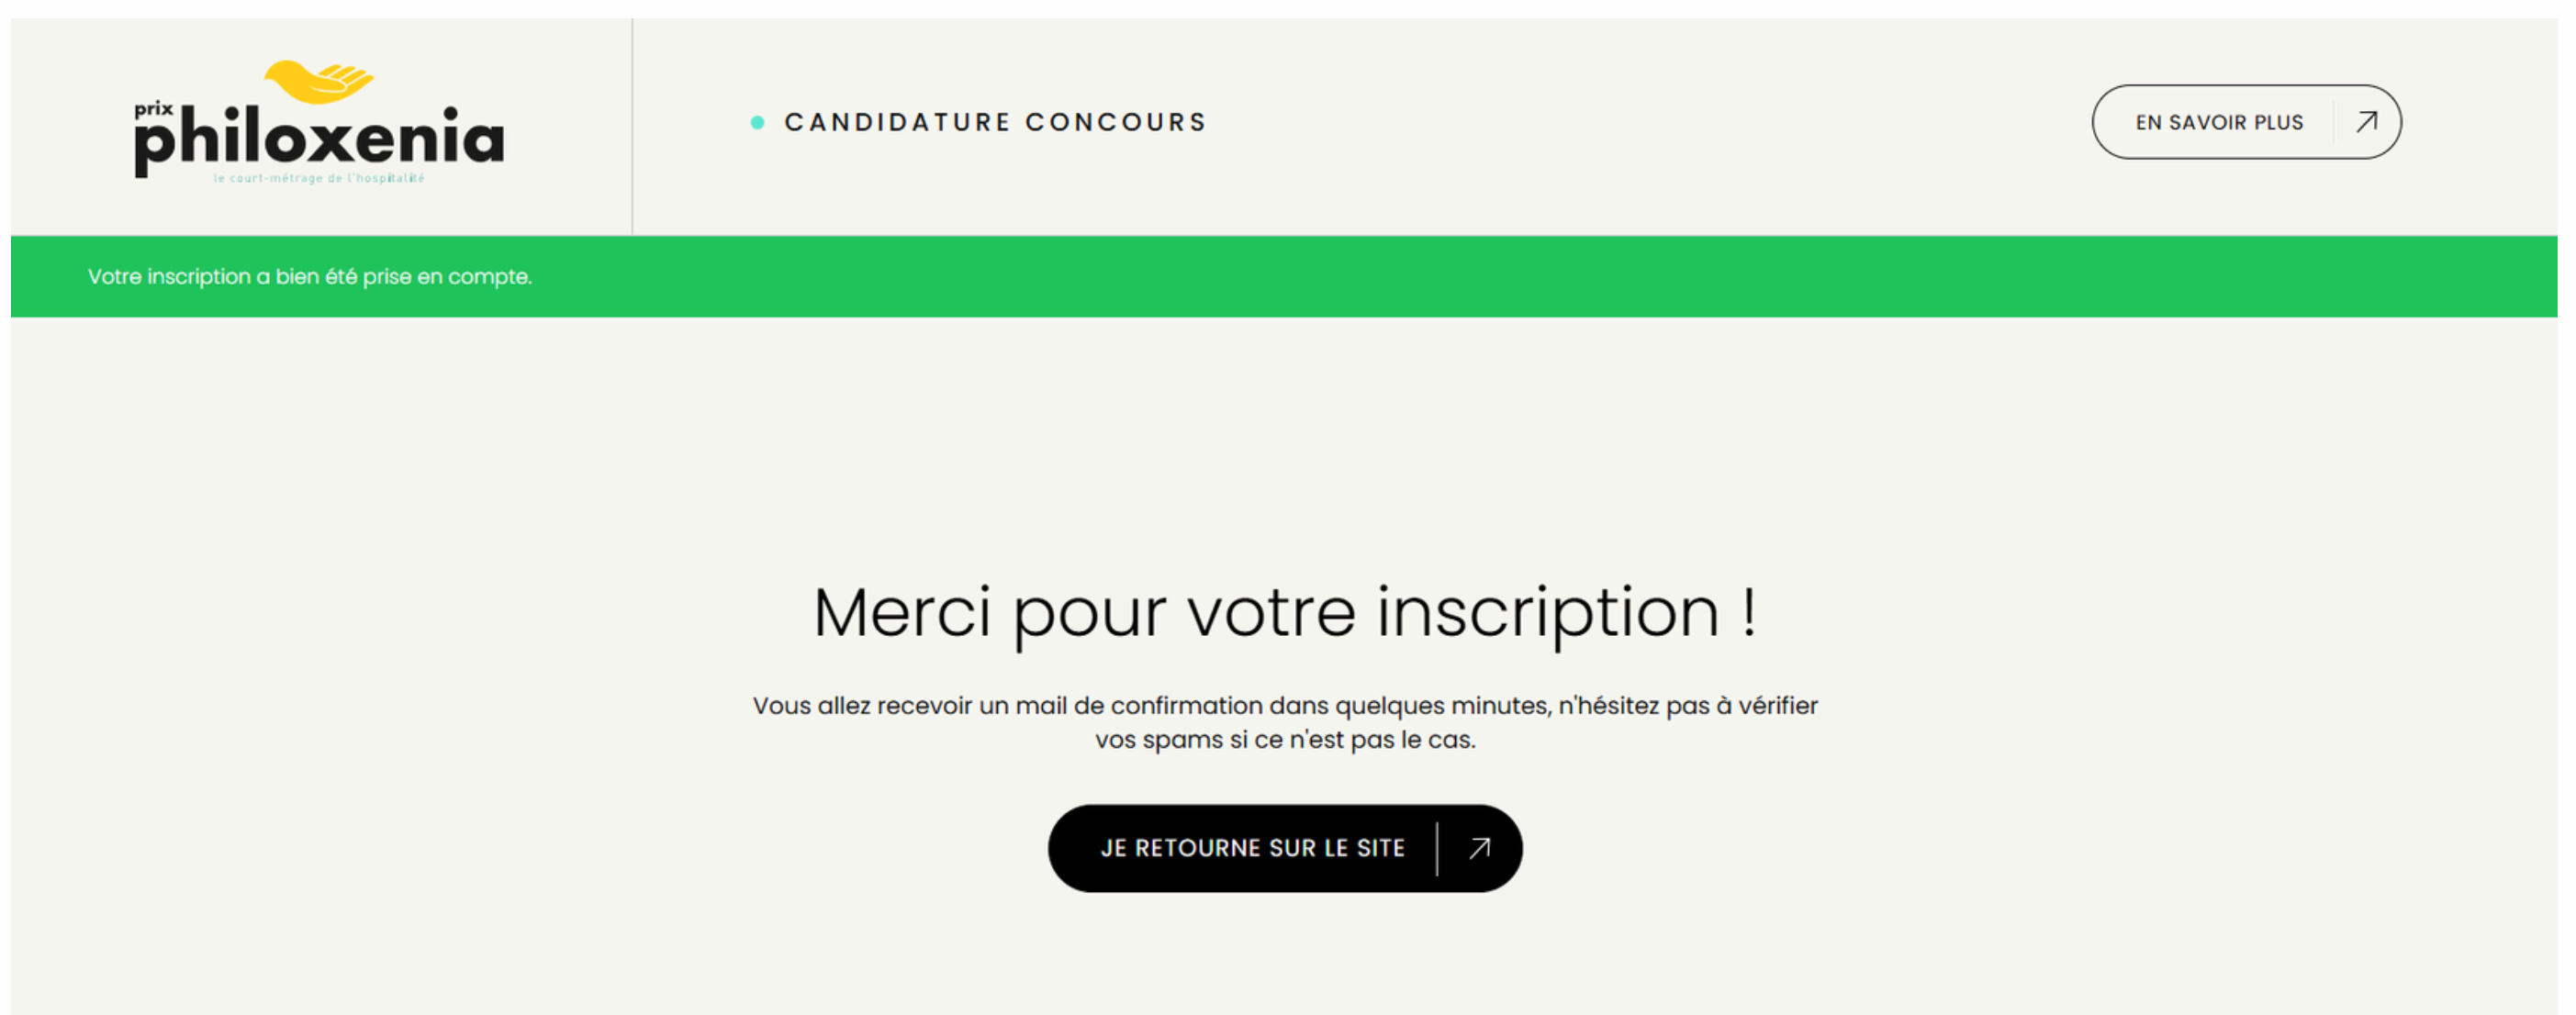 prix
philoxenia
le court-métrage de l'hospitalité
CANDIDATURE CONCOURS
EN SAVOIR PLUS
Votre inscription a bien été prise en compte.
Merci pour votre inscription !
Vous allez recevoir un mail de confirmation dans quelques minutes, n'hésitez pas à vérifier
vos spams si ce n'est pas le cas.
JE RETOURNE SUR LE SITE